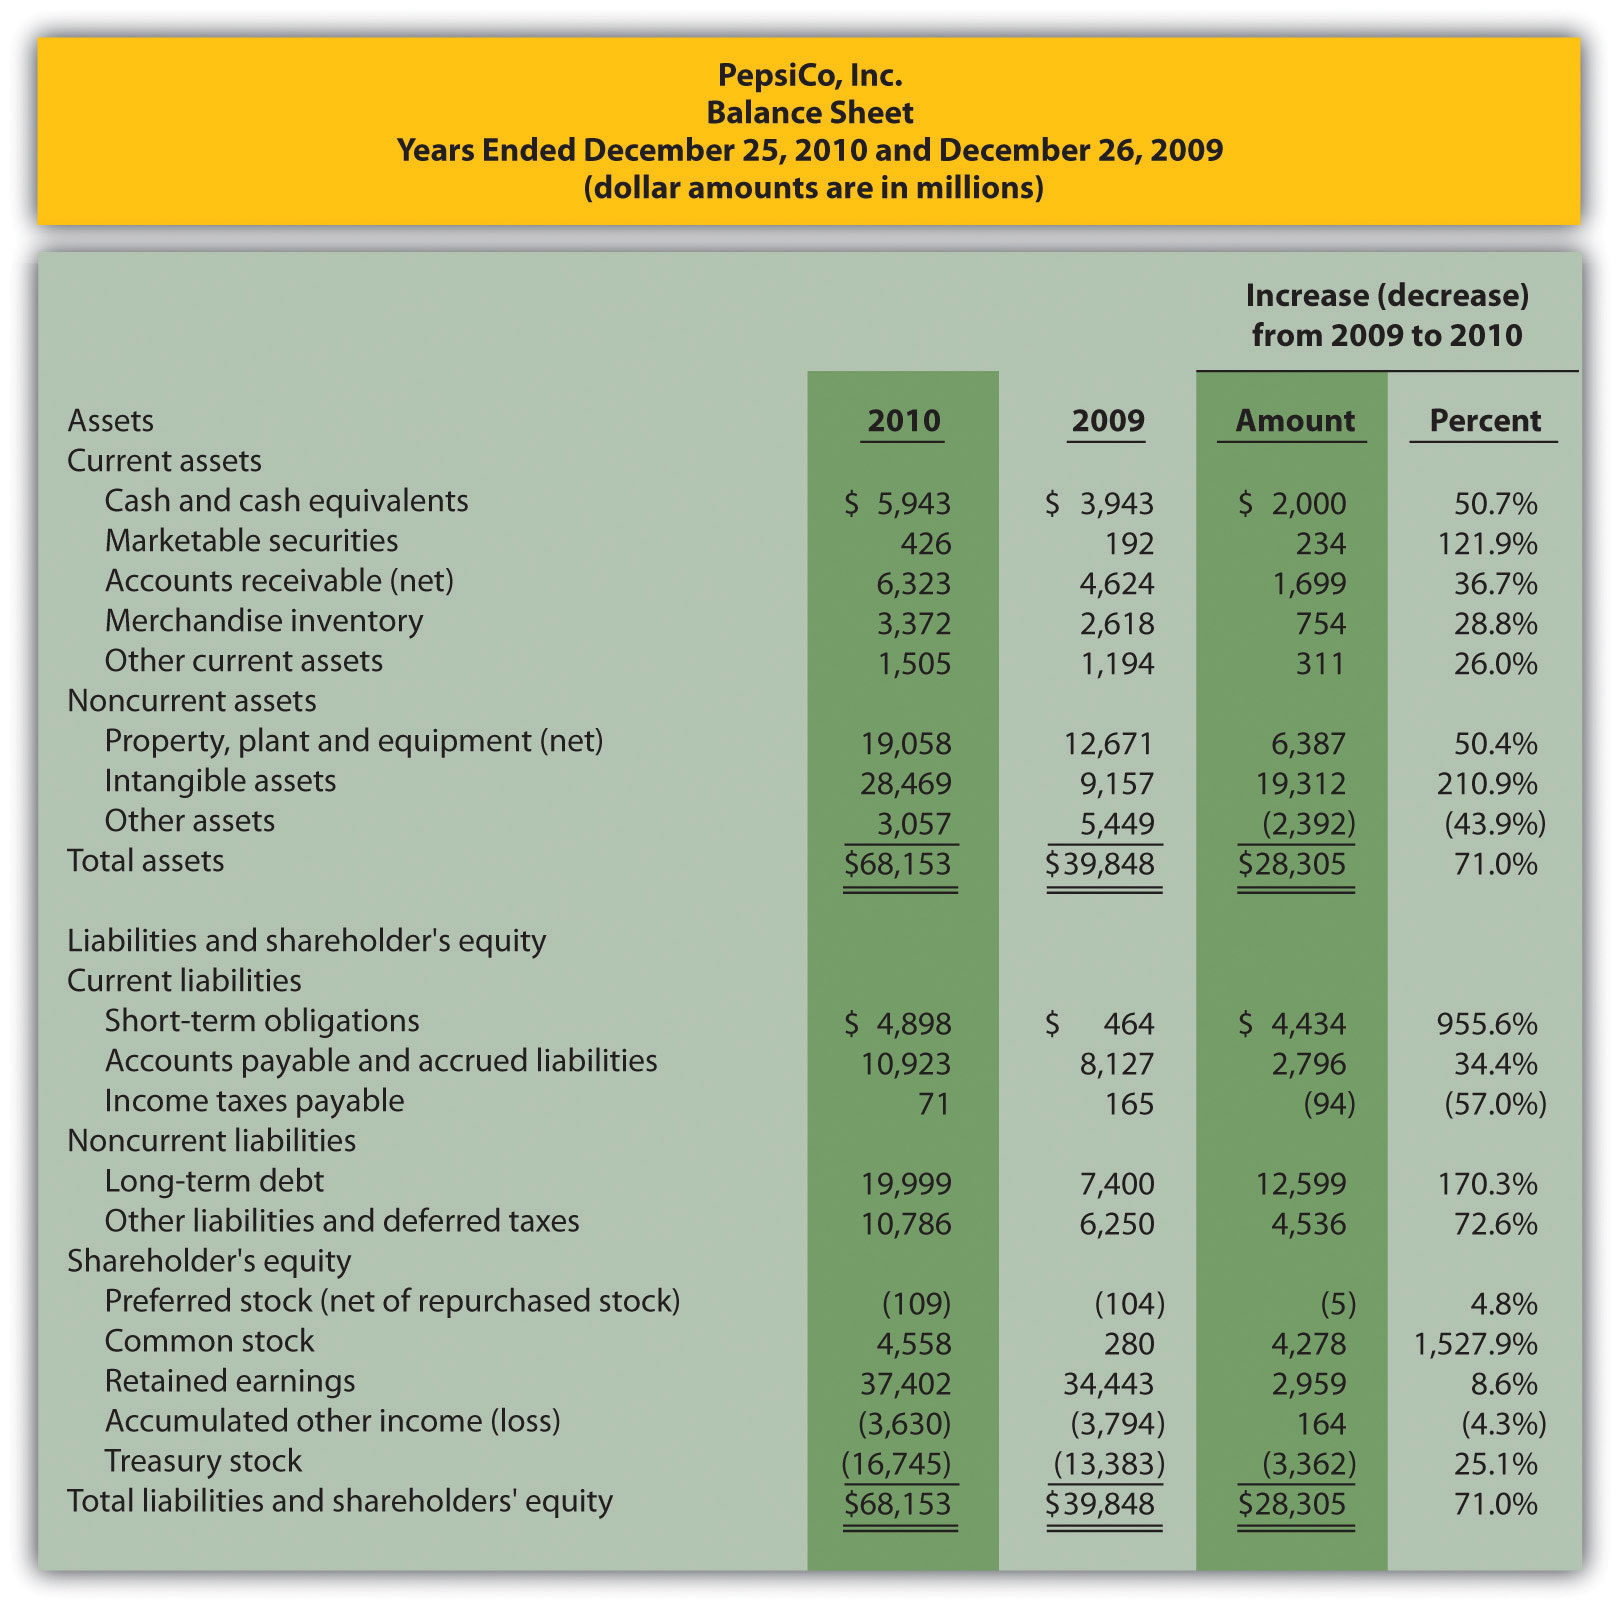 PepsiCo, Inc.
Balance Sheet
Years Ended December 25, 2010 and December 26, 2009
(dollar amounts are in millions)
Increase (decrease)
from 2009 to 2010
Assets 2010 2009 Amount Percent
Current assets
Cash and cash equivalents $ 5,943 $ 3,943 $ 2,000 50.7%
Marketable securities 426 192 234 121.9%
Accounts receivable (net) 6,323 4,624 1,699 36.7%
Merchandise inventory 3,372 2,618 754 28.8%
Other current assets 1,505 1,194 311 26.0%
Noncurrent assets
Property, plant and equipment (net) 19,058 12,671 6,387 50.4%
Intangible assets 28,469 9,157 19,312 210.9%
Other assets 3,057 5,449 (2,392) (43.9%)
Total assets $68,153 $39,848 $28,305 71.0%
Liabilities and shareholder's equity
Current liabilities
Short-term obligations $ 4,898 $ 464 $ 4,434 955.6%
Accounts payable and accrued liabilities 10,923 8,127 2,796 34.4%
Income taxes payable 71 165 (94) (57.0%)
Noncurrent liabilities
Long-term debt 19,999 7,400 12,599 170.3%
Other liabilities and deferred taxes 10,786 6,250 4,536 72.6%
Shareholder's equity
Preferred stock (net of repurchased stock) (109) (104) (5) 4.8%
Common stock 4,558 280 4,278 1,527.9%
Retained earnings 37,402 34,443 2,959 8.6%
Accumulated other income (loss) (3,630) (3,794) 164 (4.3%)
Treasury stock (16,745) (13,383) (3,362) 25.1%
Total liabilities and shareholders' equity $68,153 $39,848 $28,305 71.0%